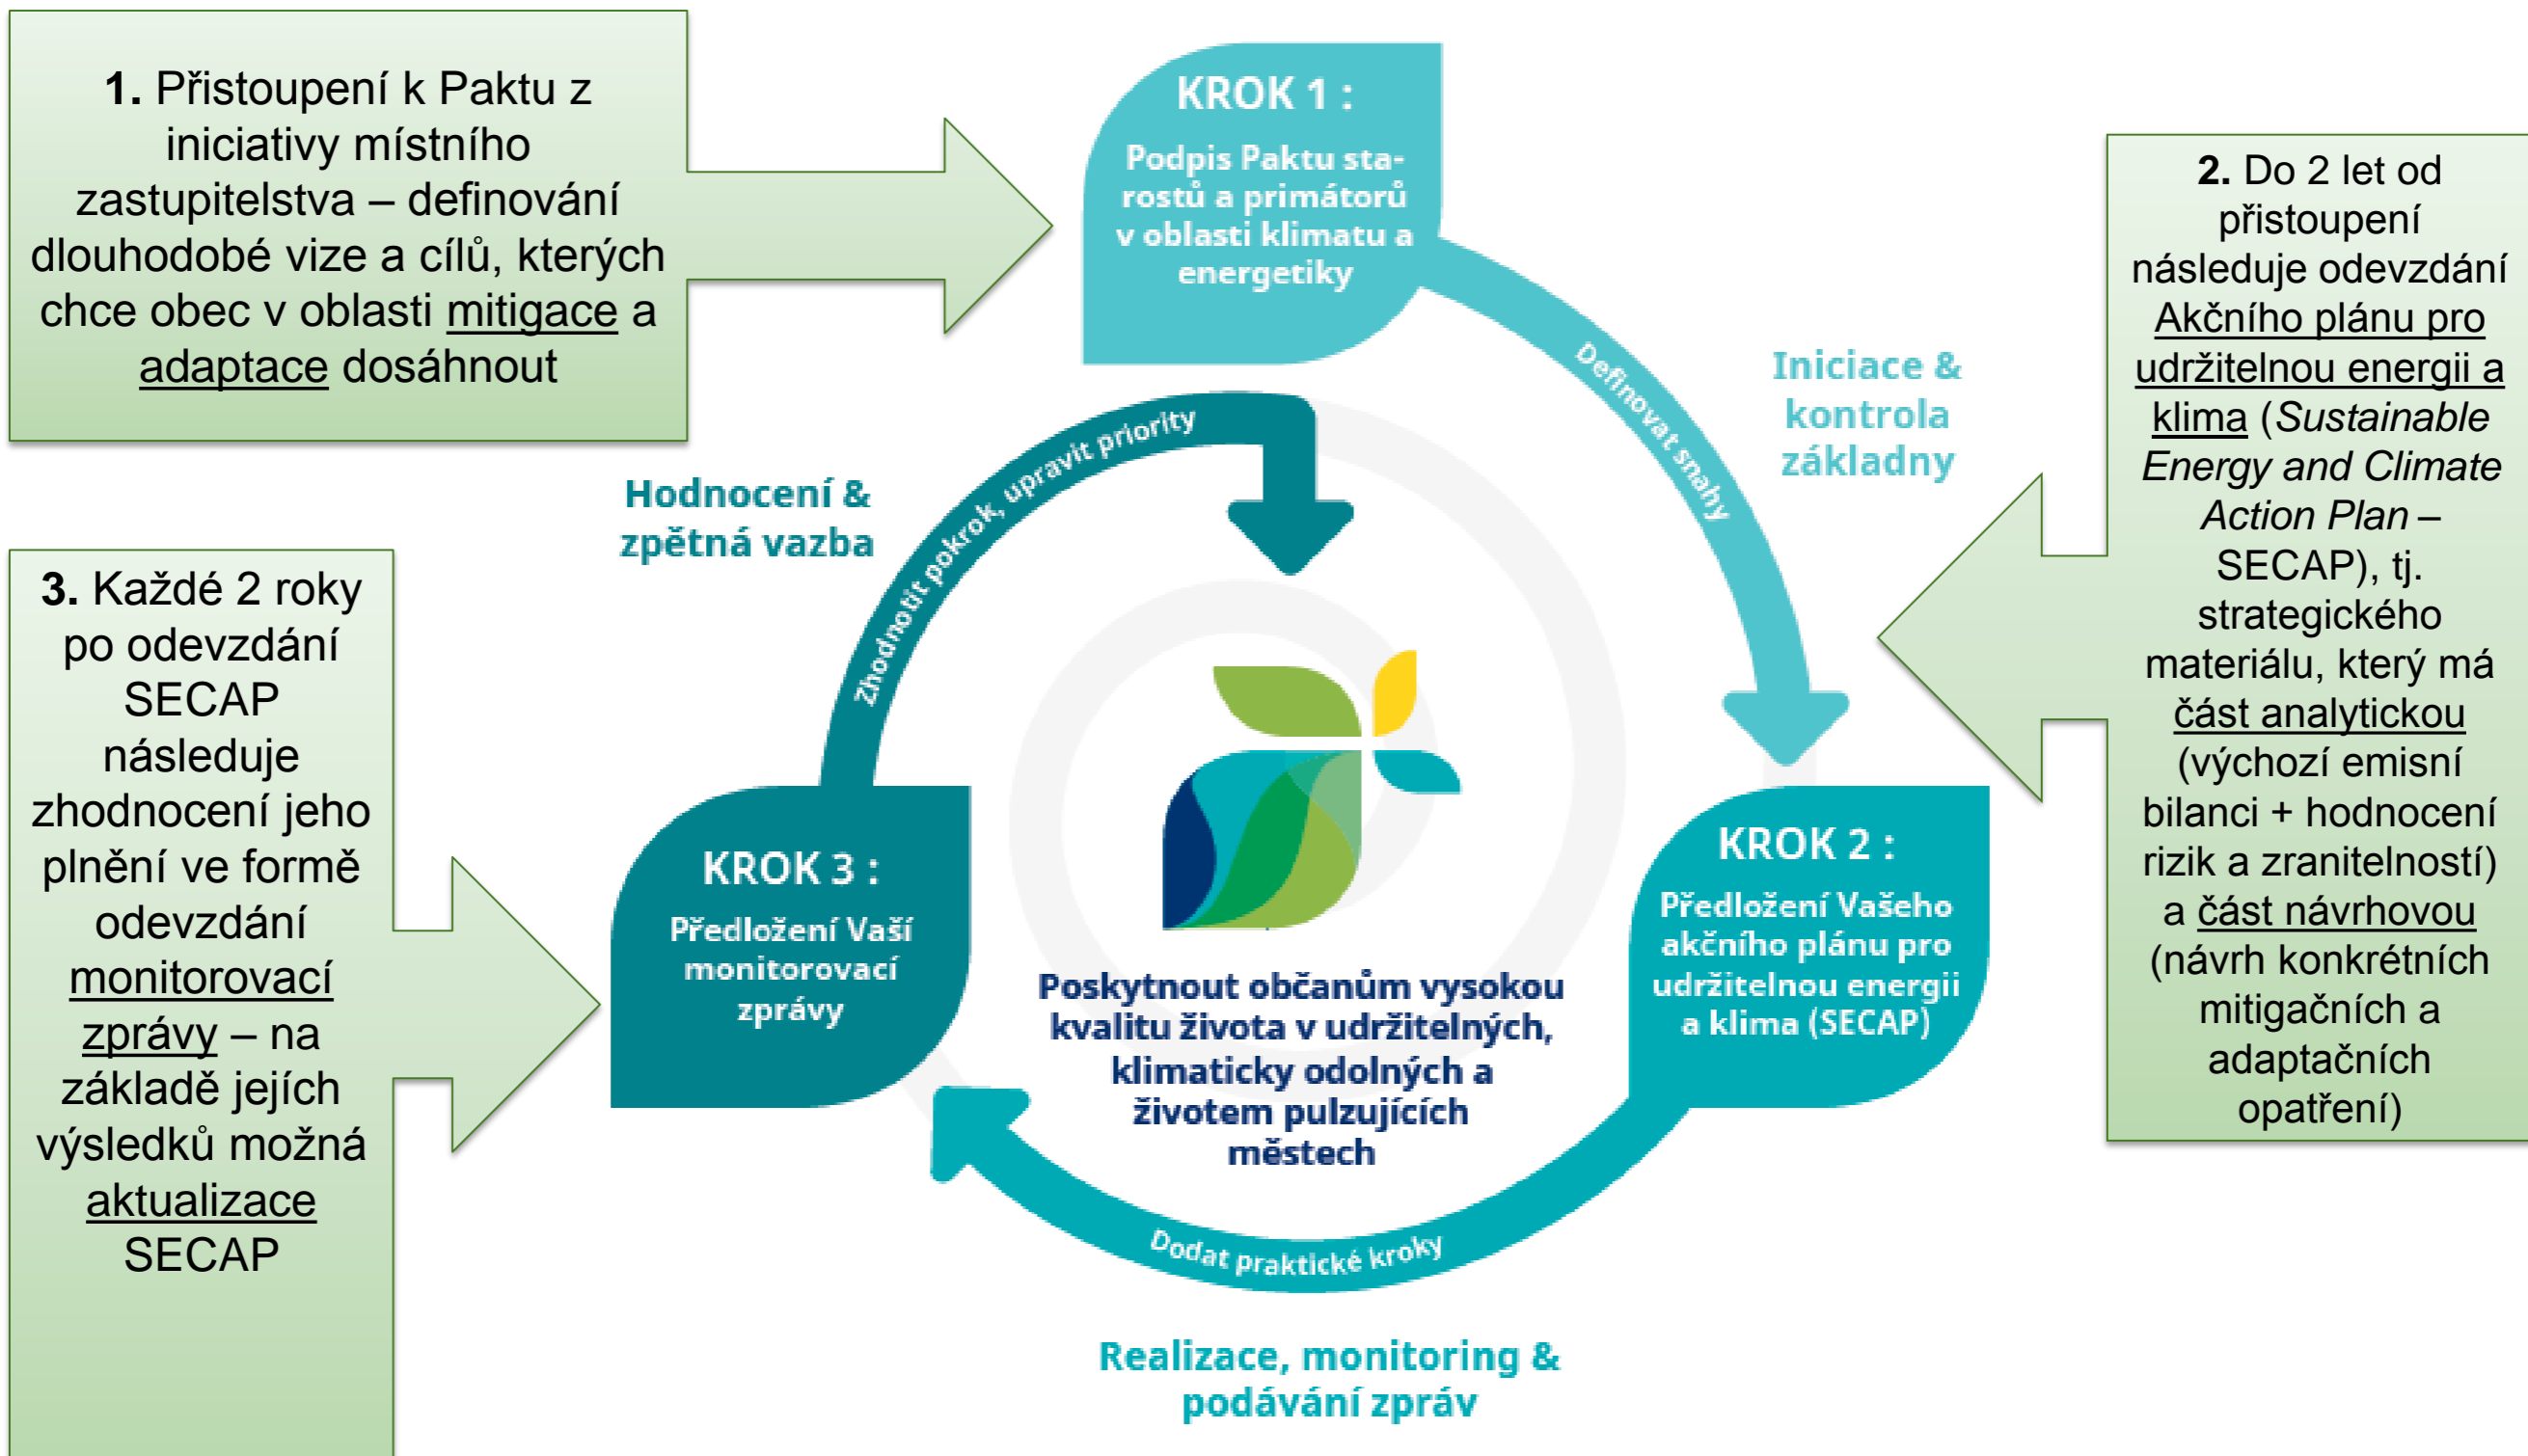 1. Přistoupení k Paktu z
iniciativy místního
zastupitelstva – definování
dlouhodobé vize a cílů, kterých
chce obec v oblasti mitigace a
adaptace dosáhnout
KROK 1 :
Podpis Paktu sta-
rostů a primátorů
v oblasti klimatu a
energetiky
Definovat snahy
Iniciace &
kontrola
základny
2. Do 2 let od
přistoupení
následuje odevzdání
Akčního plánu pro
udržitelnou energii a
klima (Sustainable
Energy and Climate
Action Plan –
SECAP), tj.
strategického
materiálu, který má
část analytickou
(výchozí emisní
bilanci + hodnocení
rizik a zranitelností)
a část návrhovou
(návrh konkrétních
mitigačních a
adaptačních
opatření)
KROK 2 :
Předložení Vašeho
akčního plánu pro
udržitelnou energii
a klima (SECAP)
Dodat praktické kroky
Realizace, monitoring &
podávání zpráv
3. Každé 2 roky
po odevzdání
SECAP
následuje
zhodnocení jeho
plnění ve formě
odevzdání
monitorovací
zprávy – na
základě jejích
výsledků možná
aktualizace
SECAP
KROK 3 :
Předložení Vaší
monitorovací
zprávy
Zhodnotit pokrok, upravit priority
Hodnocení &
zpětná vazba
Poskytnout občanům vysokou
kvalitu života v udržitelných,
klimaticky odolných a
životem pulzujících
městech